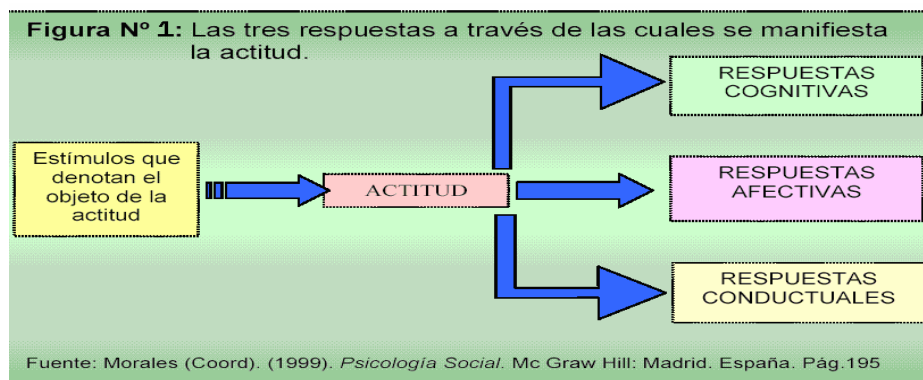 Figura Nº 1: Las tres respuestas a través de las cuales se manifiesta
la actitud.
RESPUESTAS
COGNITIVAS
Estímulos que
denotan el
objeto de la
actitud
ACTITUD
RESPUESTAS
AFECTIVAS
RESPUESTAS
CONDUCTUALES
Fuente: Morales (Coord). (1999). Psicología Social. Mc Graw Hill: Madrid. España. Pág.195